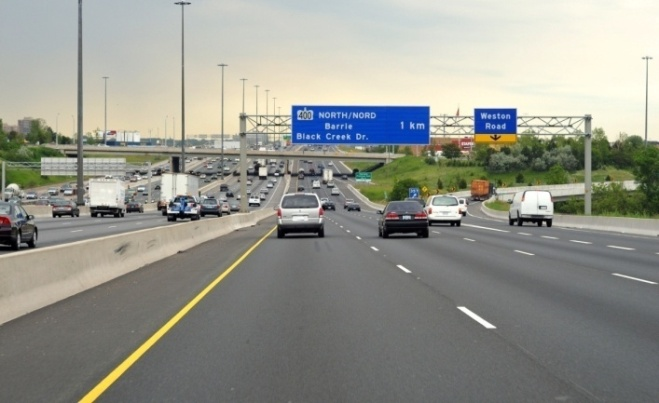 400 NORTH/NORD
Barrie 1 km
Black Creek Dr.
Weston
Road